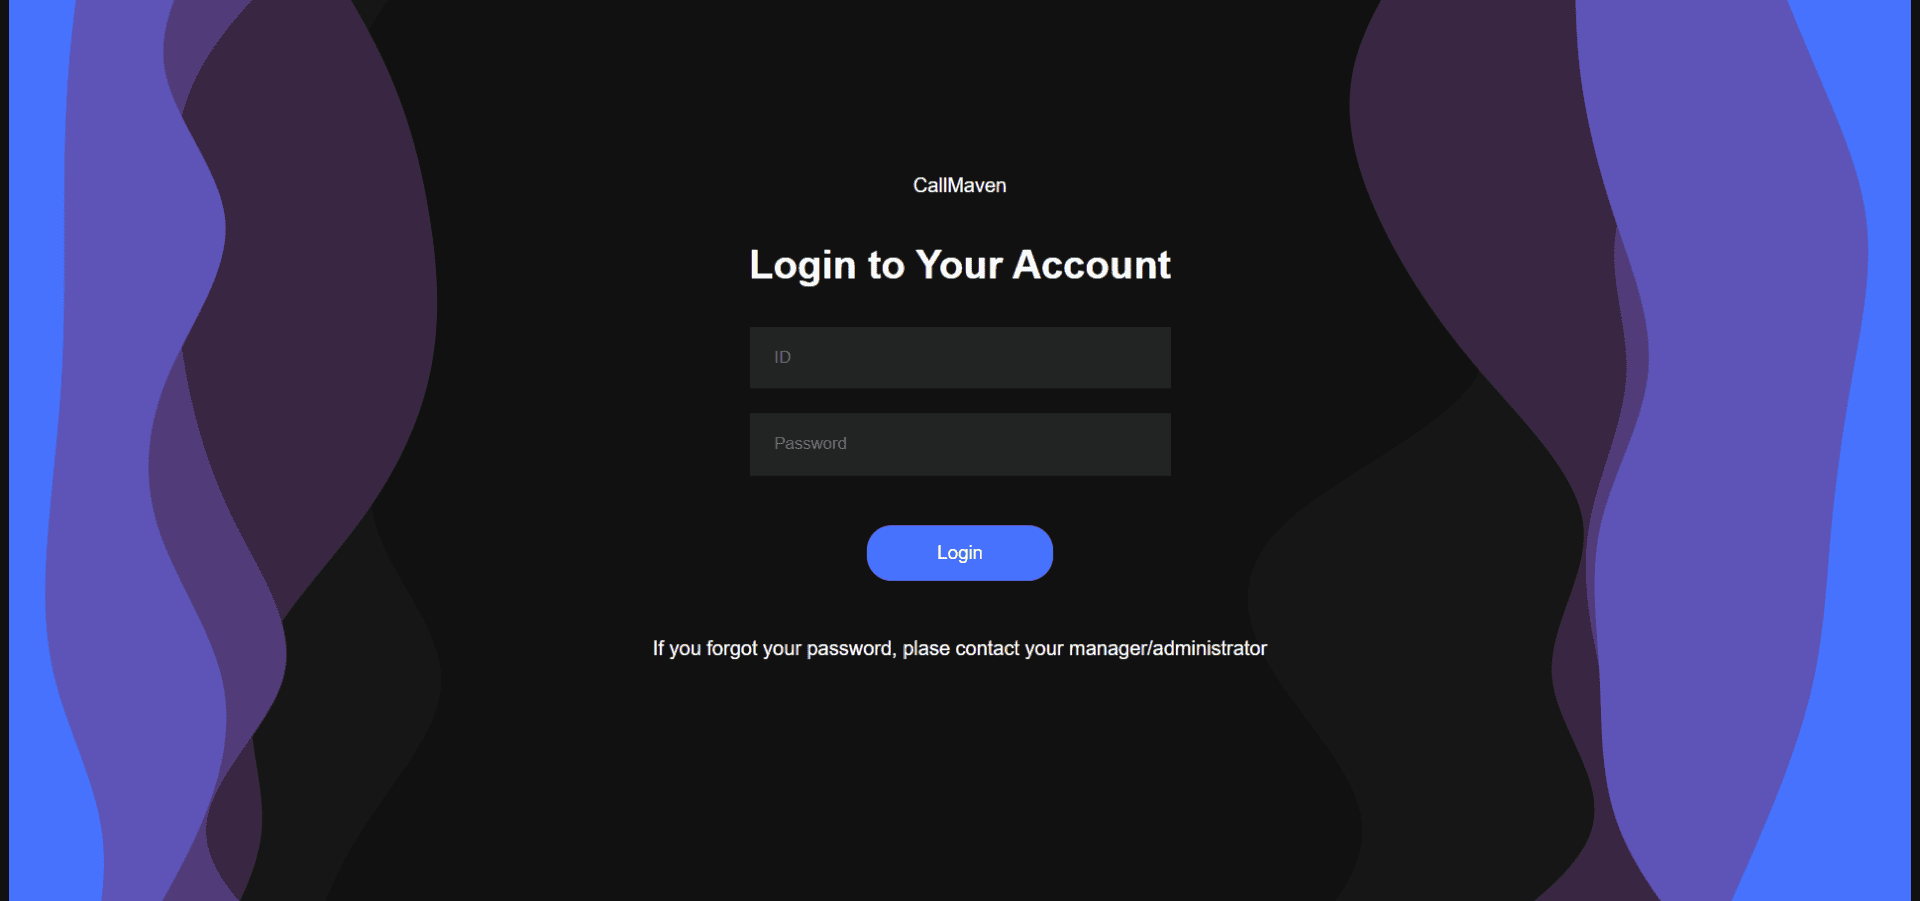 CallMaven
Login to Your Account
ID
Password
Login
If you forgot your password, plase contact your manager/administrator